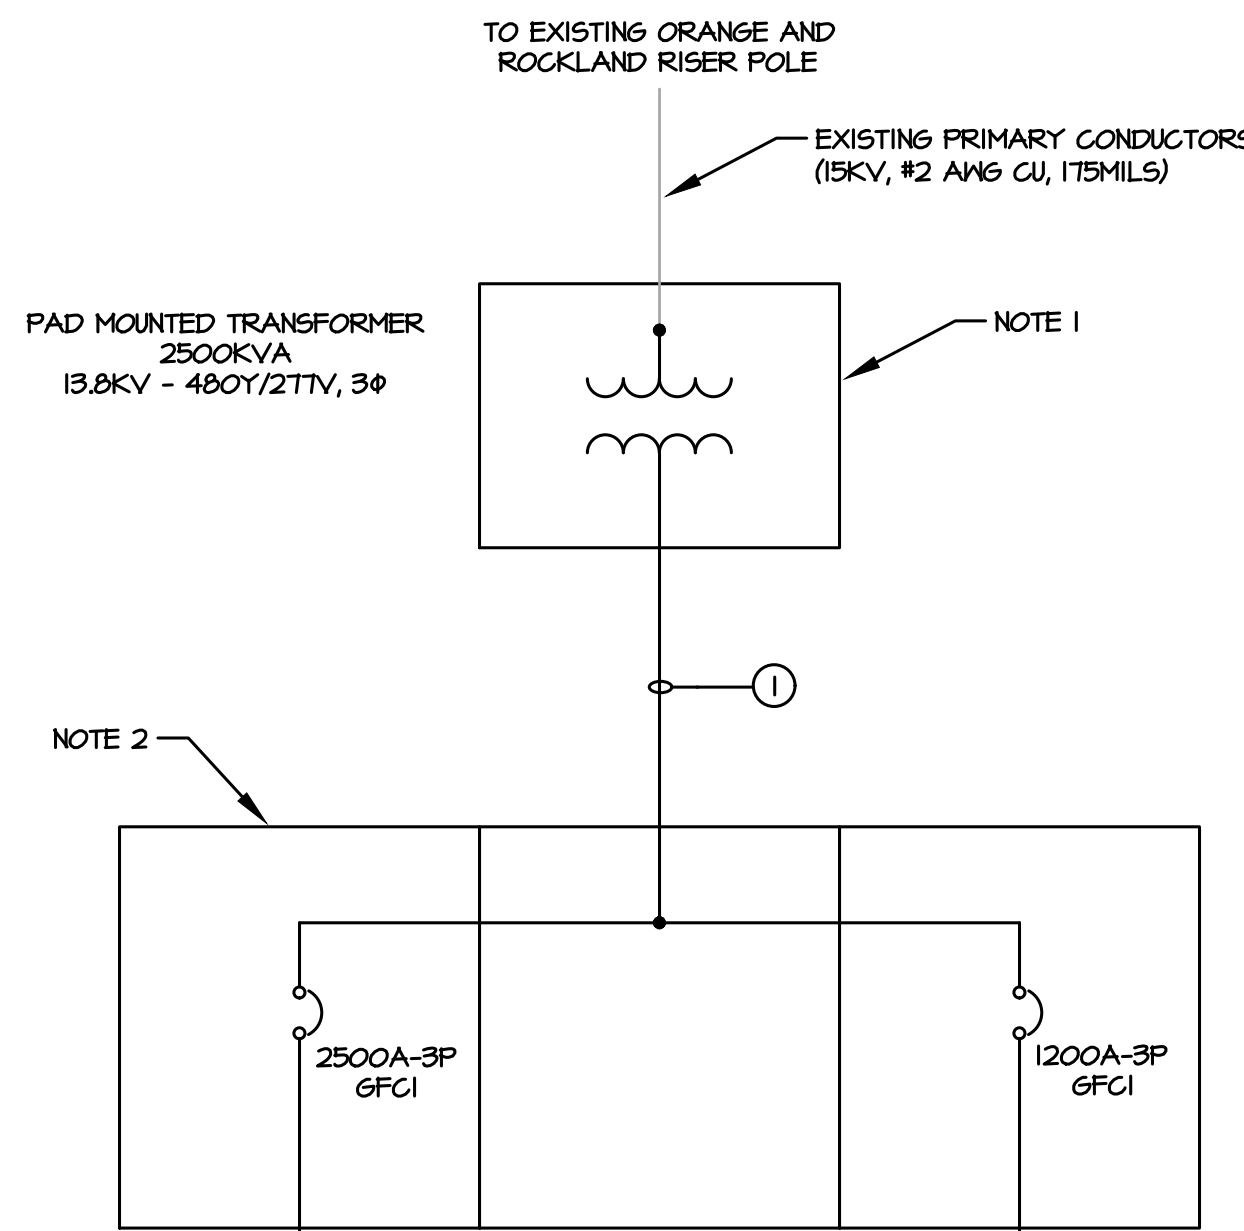 TO EXISTING ORANGE AND
ROCKLAND RISER POLE
EXISTING PRIMARY CONDUCTORS
(15KV, #2 AWG CU, 175MILS)
PAD MOUNTED TRANSFORMER
2500KVA
13.8KV - 480Y/277V, 3Φ
NOTE 1
1
NOTE 2
2500A-3P
GFCI
1200A-3P
GFCI